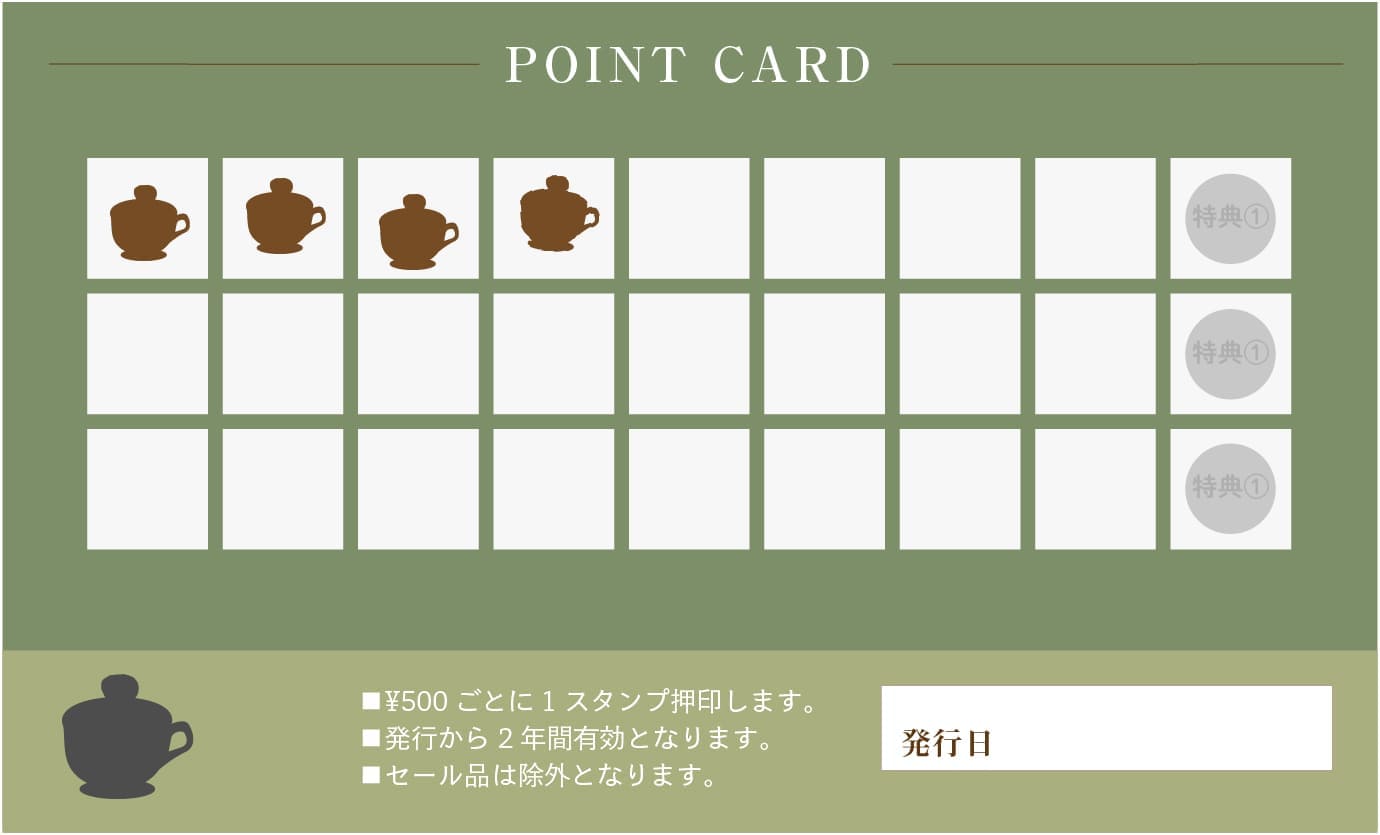 POINT CARD
特典①
特典①
特典①
■¥500 ごとに 1 スタンプ押印します。
■発行から 2 年間有効となります。
■セール品は除外となります。
発行日